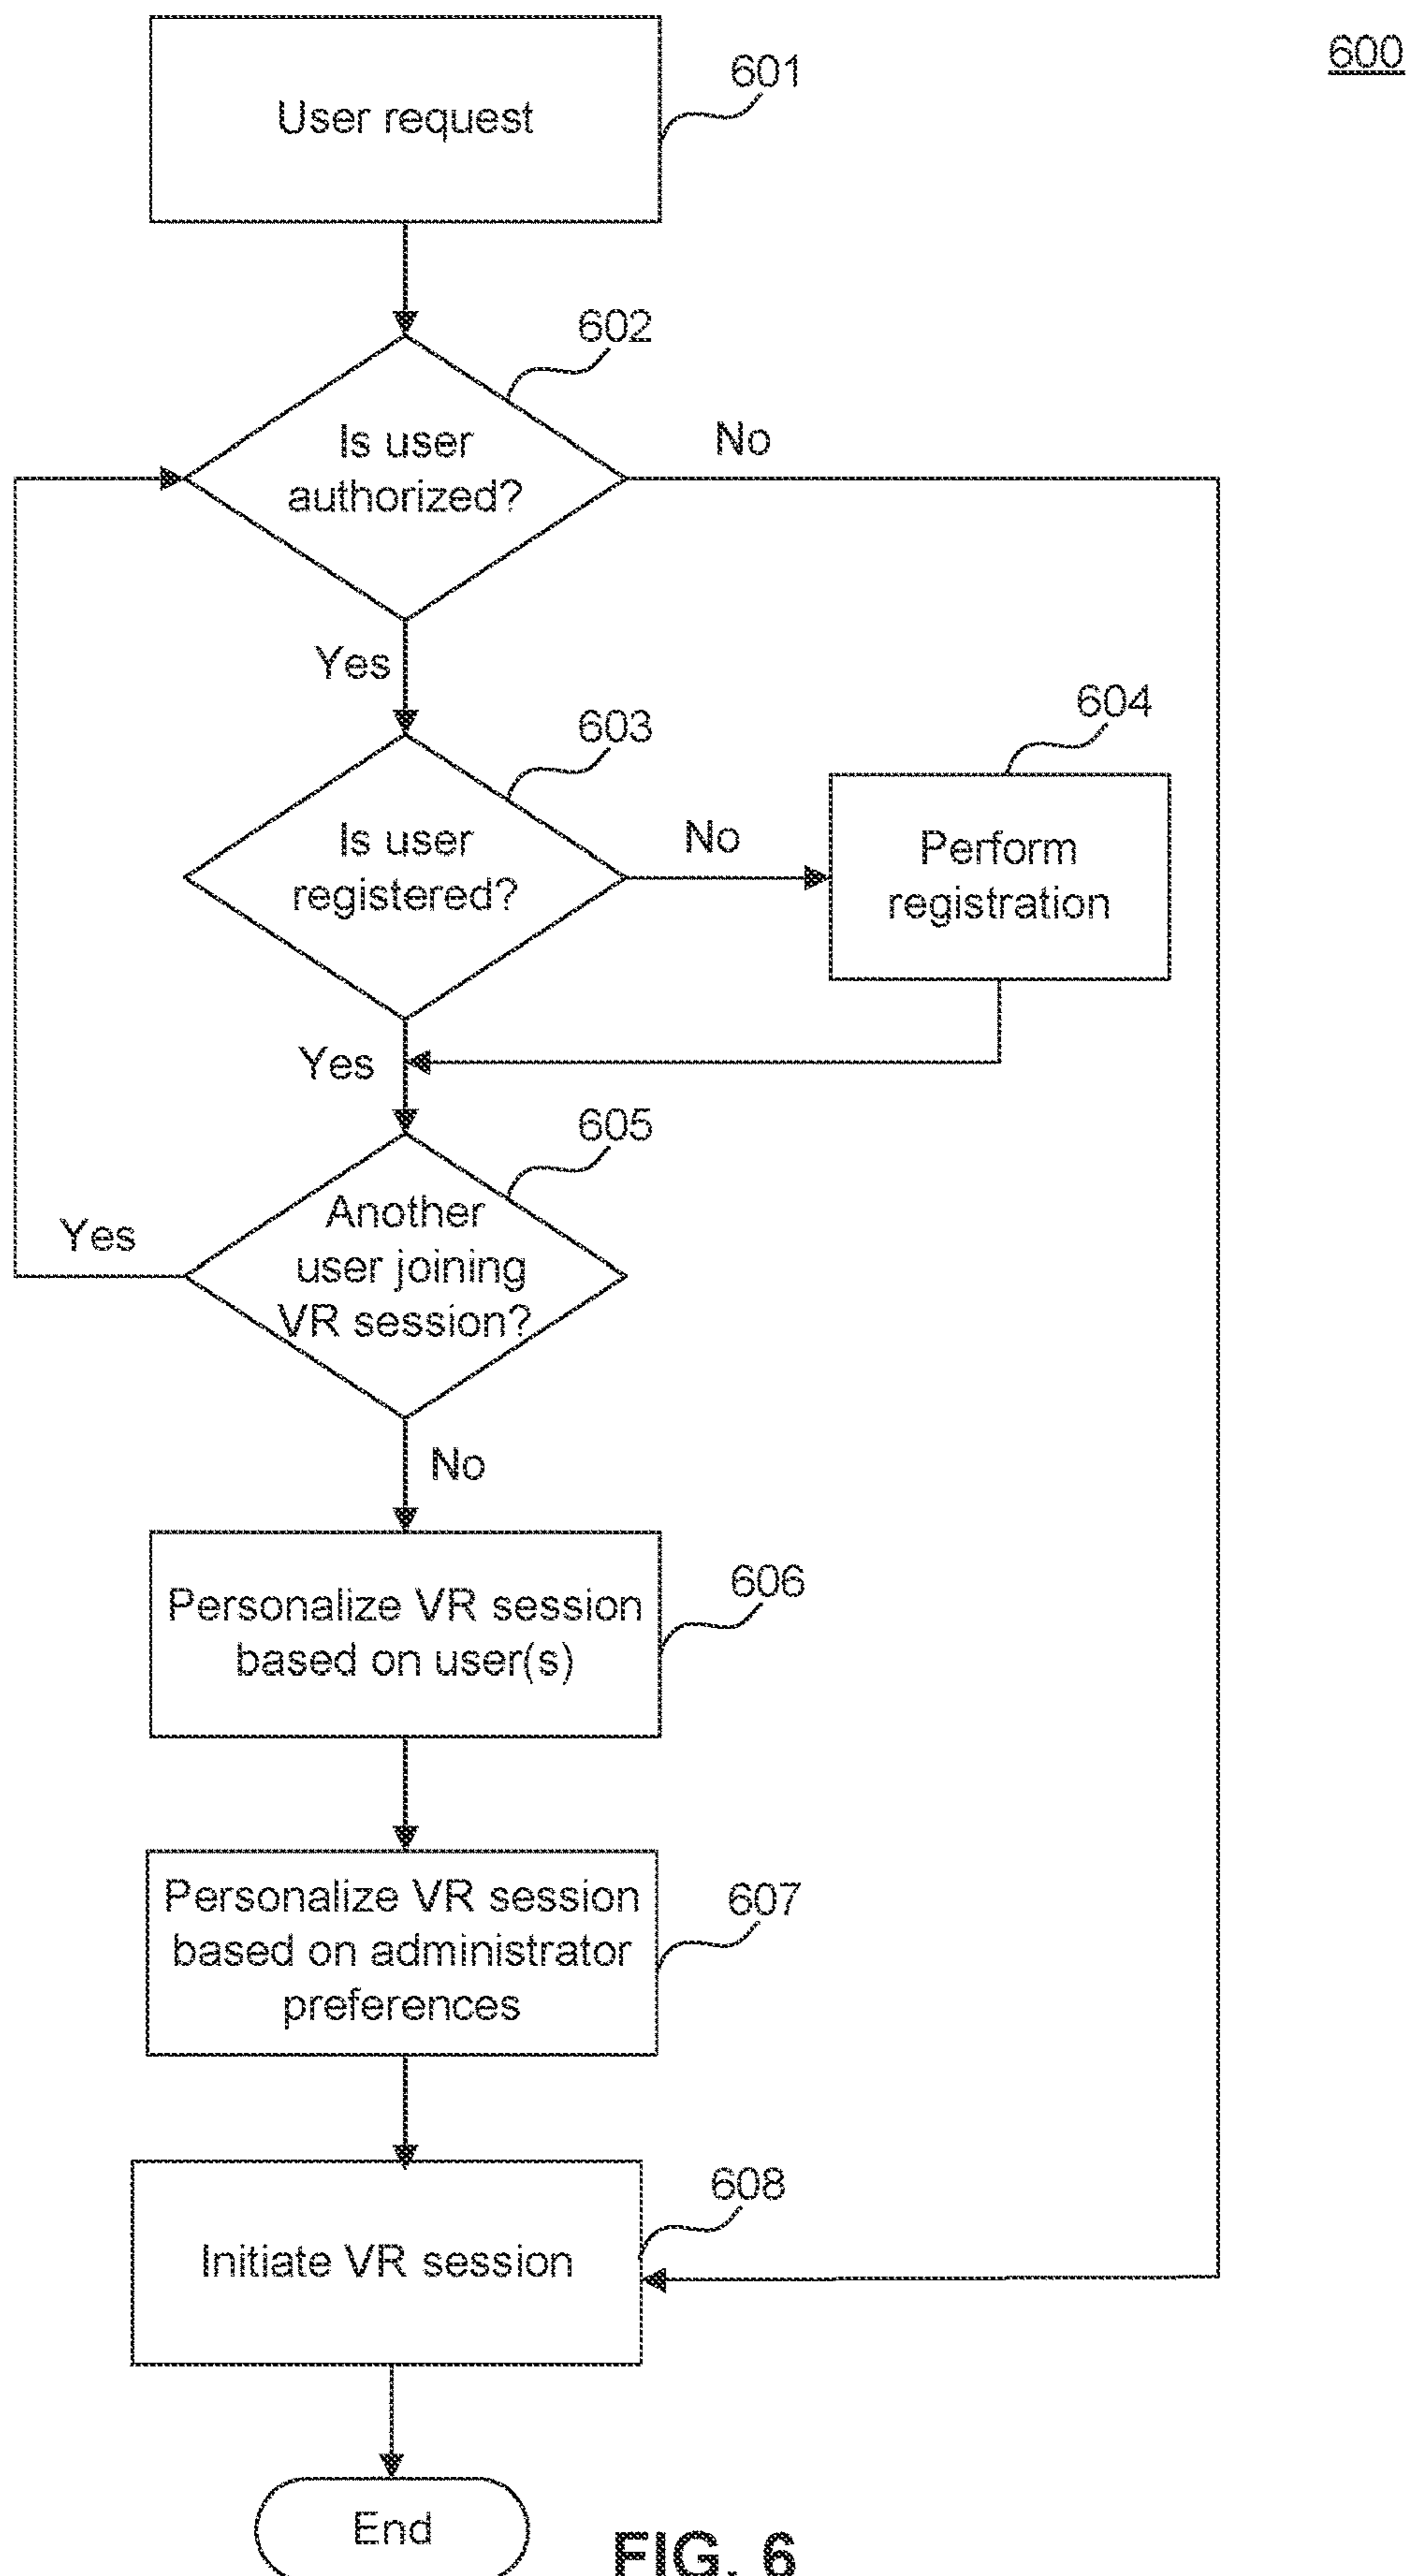 600
User request
601
602
Is user
authorized?
No
Yes
603
Is user
registered?
No
604
Perform
registration
Yes
605
Another
user joining
VR session?
Yes
No
Personalize VR session
based on user(s)
606
Personalize VR session
based on administrator
preferences
607
Initiate VR session
608
End
FIG. 6